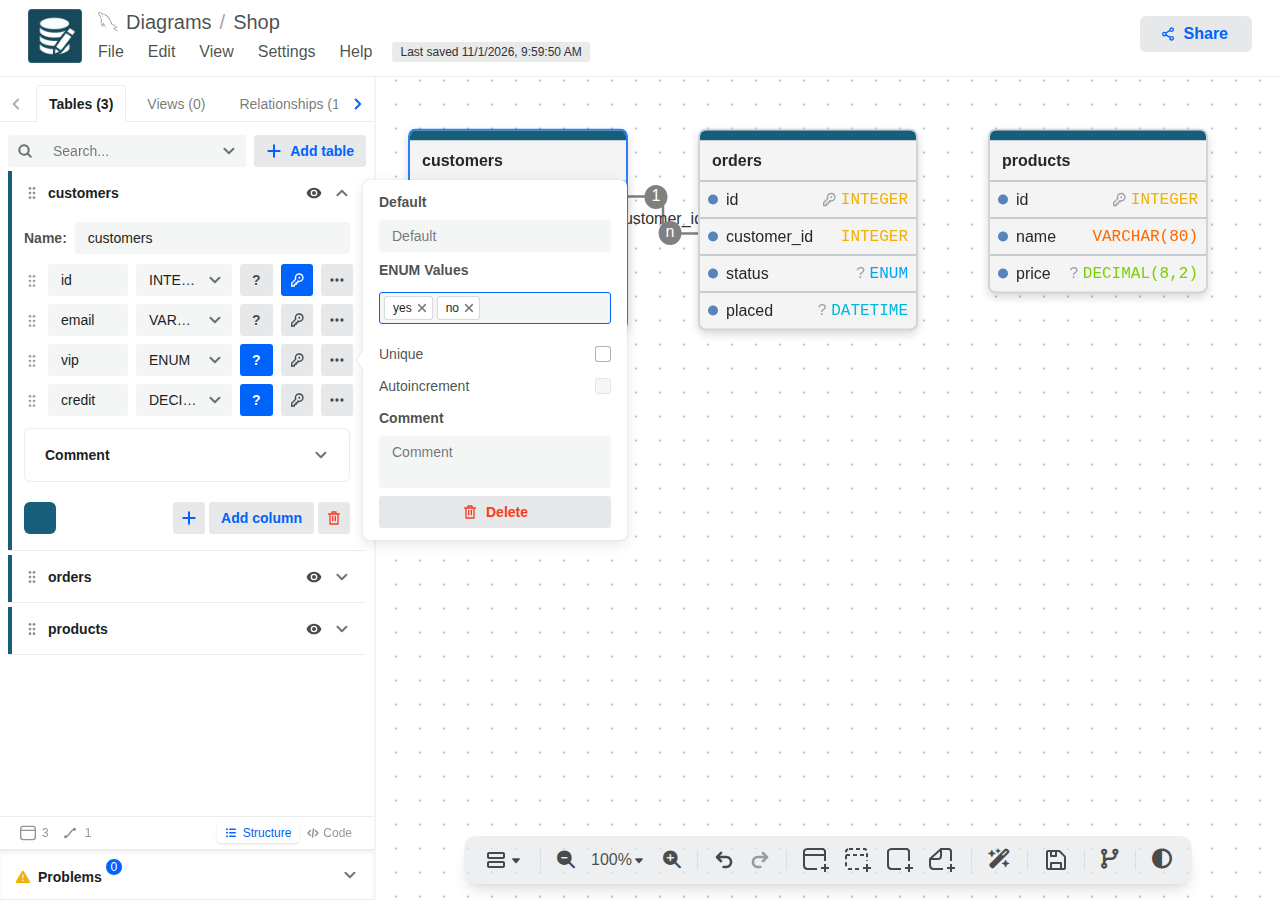 Diagrams / Shop
File Edit View Settings Help Last saved 11/1/2026, 9:59:50 AM
Share
Tables (3) Views (0) Relationships (1
Search... Add table
customers
Name: customers
id INTE... ?
email VAR... ?
vip ENUM ?
credit DECI... ?
Comment
Add column
orders
products
3 1 Structure Code
Problems 0
Default
Default
ENUM Values
yes no
Unique
Autoincrement
Comment
Comment
Delete
customers
1
n
orders
id INTEGER
customer_id INTEGER
status ? ENUM
placed ? DATETIME
products
id INTEGER
name VARCHAR(80)
price ? DECIMAL(8,2)
100%